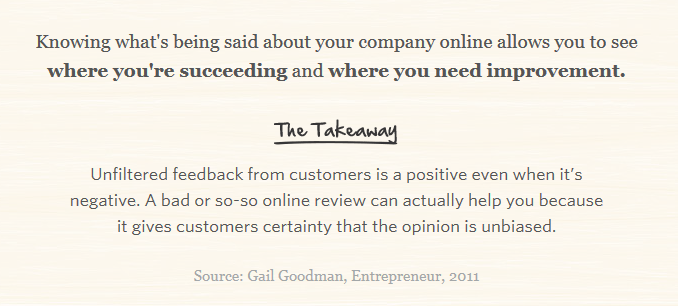 Knowing what's being said about your company online allows you to see
where you're succeeding and where you need improvement.
The Takeaway
Unfiltered feedback from customers is a positive even when it’s
negative. A bad or so-so online review can actually help you because
it gives customers certainty that the opinion is unbiased.
Source: Gail Goodman, Entrepreneur, 2011